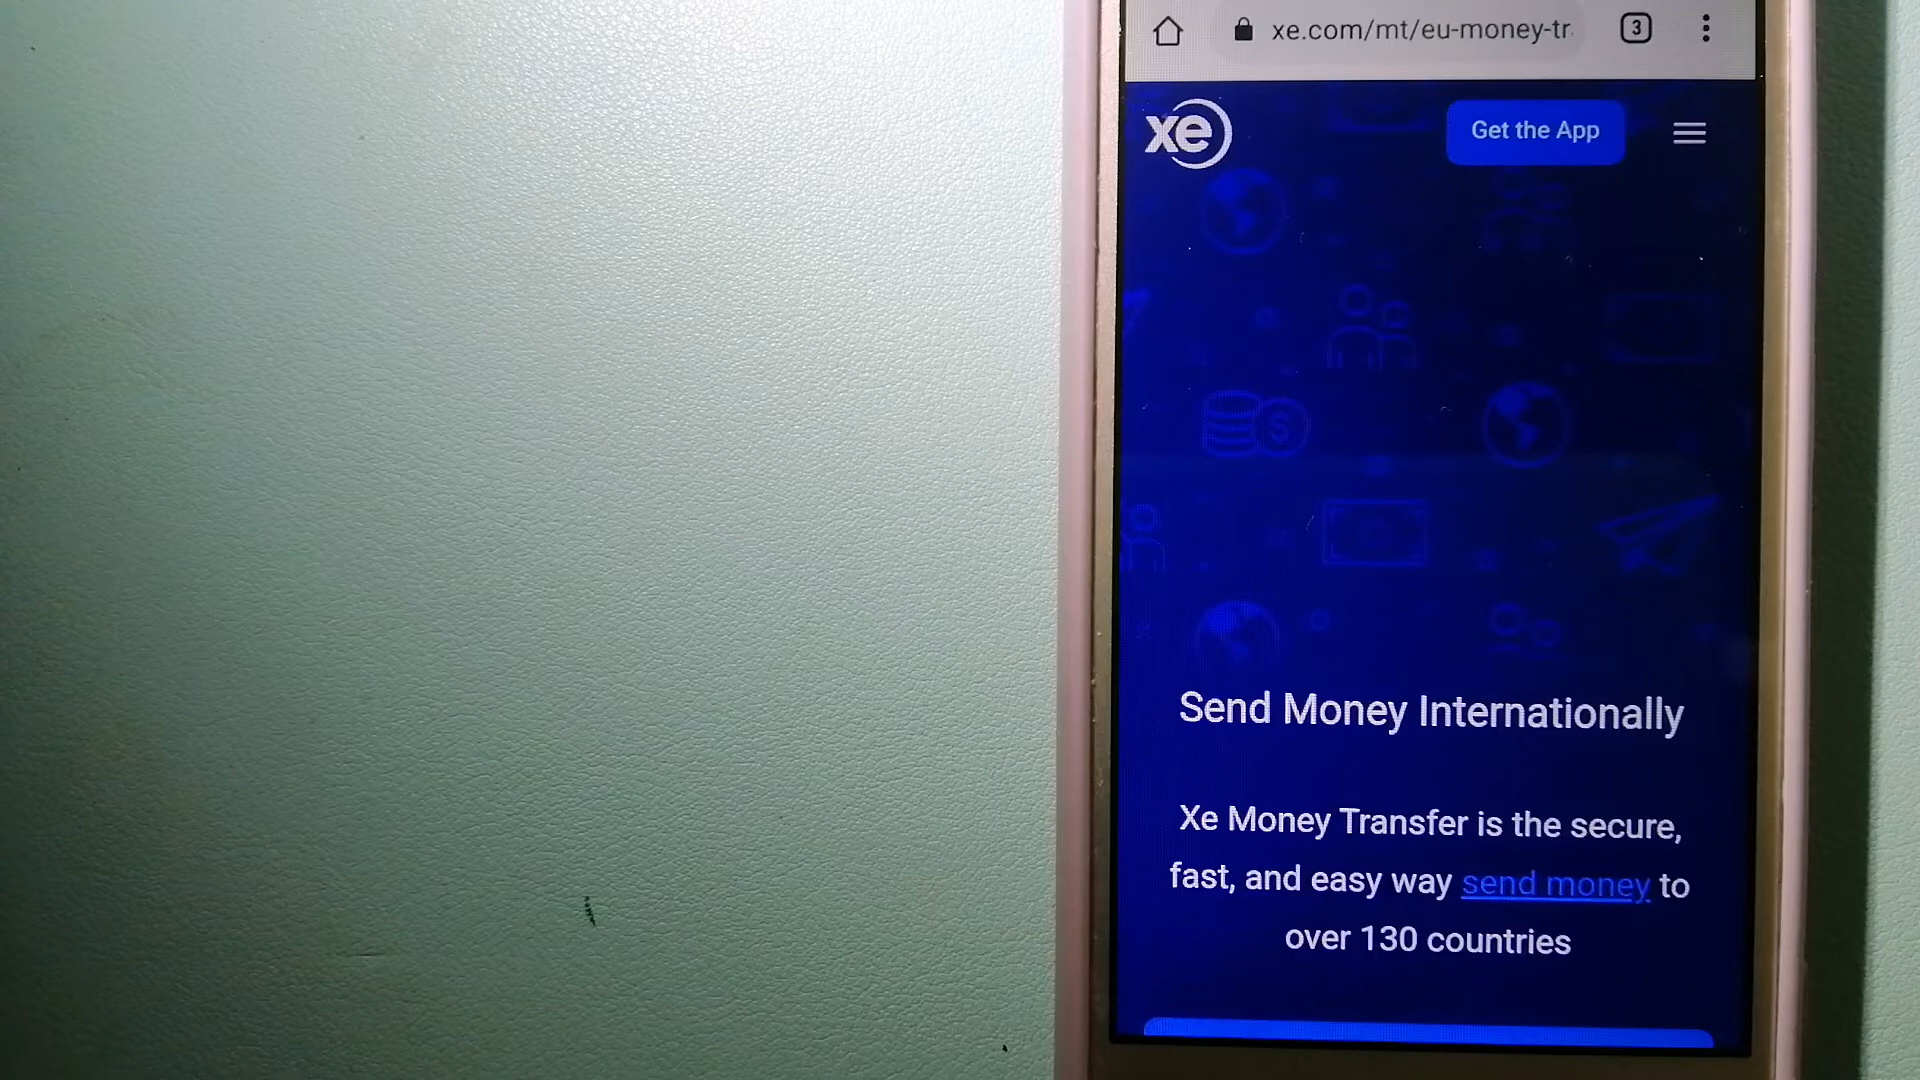 xe.com/mt/eu-money-tr
3
xe
Get the App
Send Money Internationally
Xe Money Transfer is the secure,
fast, and easy way send money to
over 130 countries